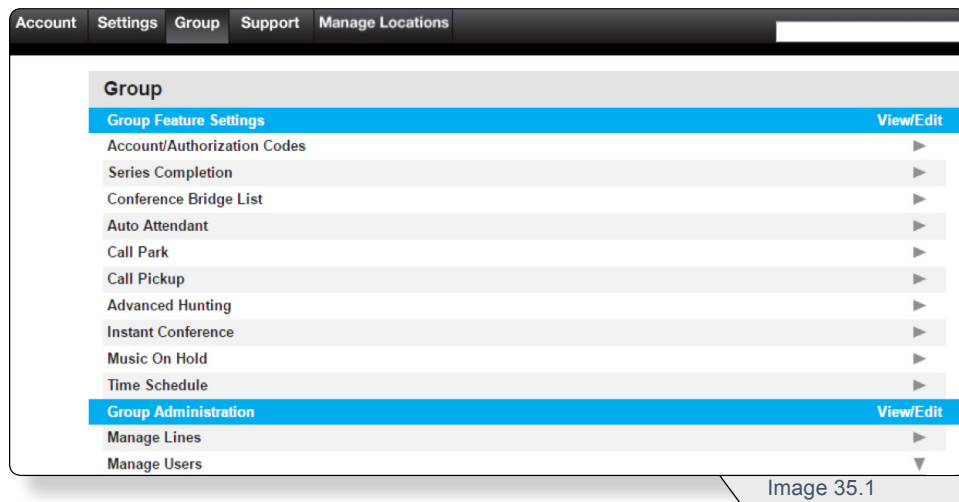 Account Settings Group Support Manage Locations
Group
Group Feature Settings View/Edit
Account/Authorization Codes
Series Completion
Conference Bridge List
Auto Attendant
Call Park
Call Pickup
Advanced Hunting
Instant Conference
Music On Hold
Time Schedule
Group Administration View/Edit
Manage Lines
Manage Users
Image 35.1